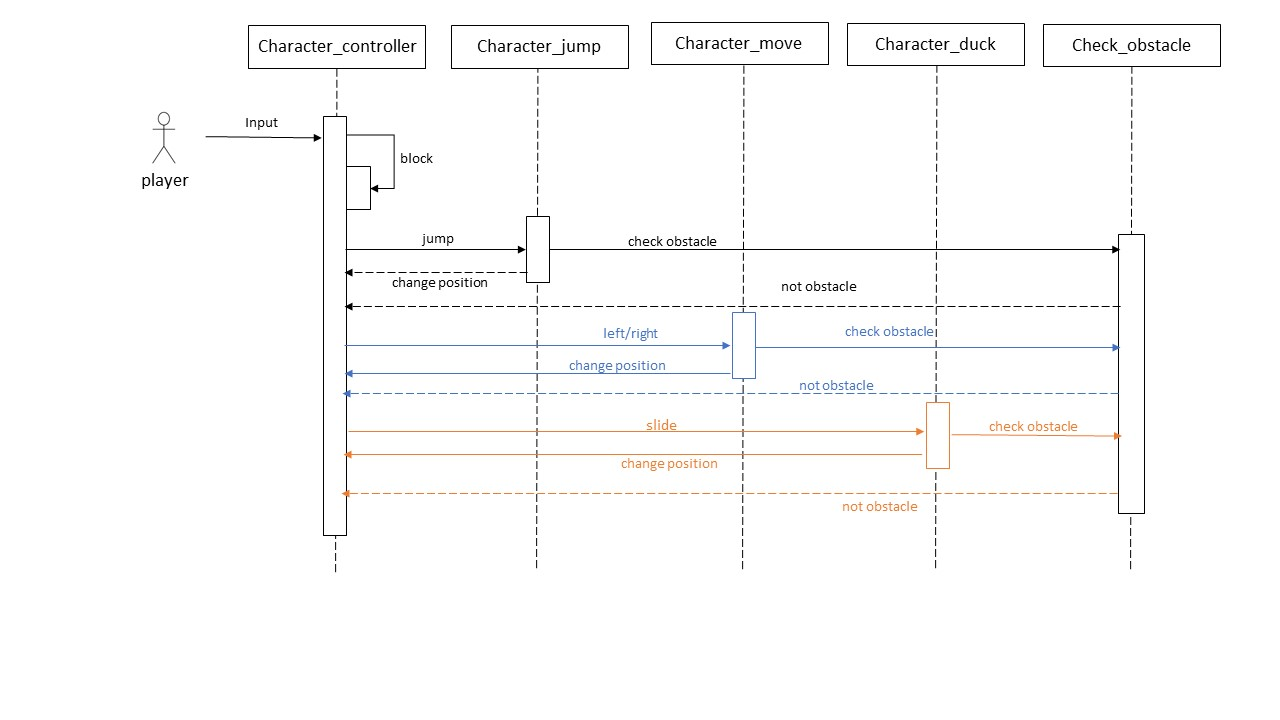 Character_controller
Character_jump
Character_move
Character_duck
Check_obstacle
Input
player
block
jump
check obstacle
change position
not obstacle
left/right
check obstacle
change position
not obstacle
slide
check obstacle
change position
not obstacle